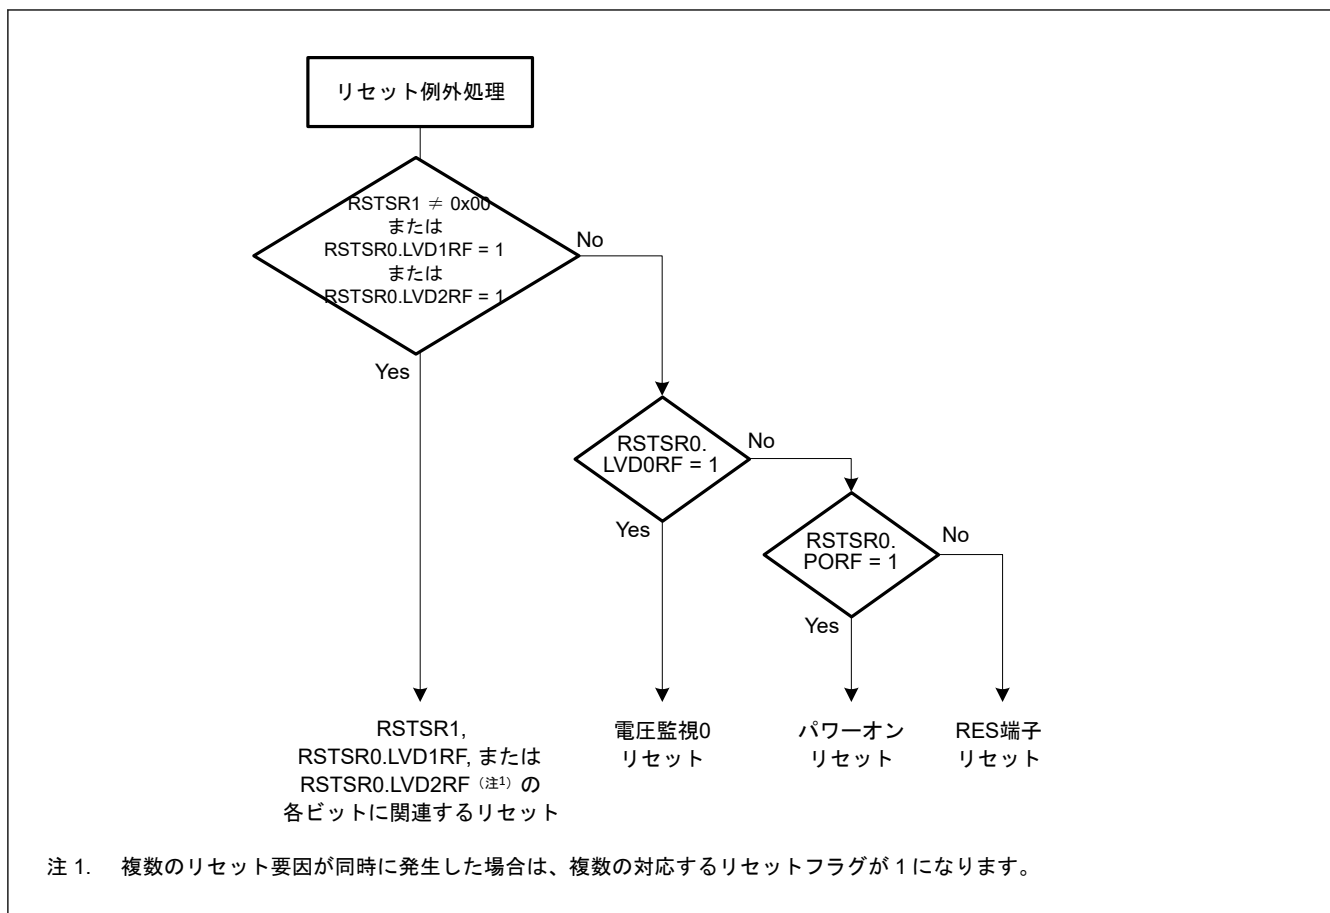 リセット例外処理
RSTSR1 ≠ 0x00
または
RSTSR0.LVD1RF = 1
または
RSTSR0.LVD2RF = 1
No
Yes
RSTSR0.
LVD0RF = 1
No
Yes
RSTSR0.
PORF = 1
No
Yes
RSTSR1,
RSTSR0.LVD1RF, または
RSTSR0.LVD2RF（注1）の
各ビットに関連するリセット
電圧監視0
リセット
パワーオン
リセット
RES端子
リセット
注 1. 複数のリセット要因が同時に発生した場合は、複数の対応するリセットフラグが 1 になります。